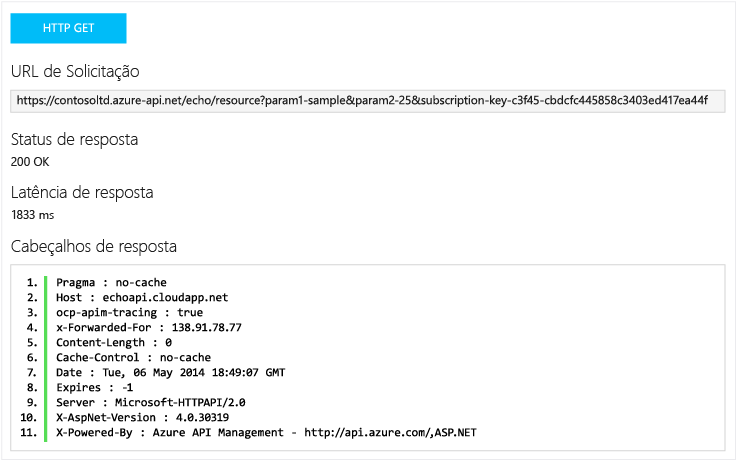 HTTP GET
URL de Solicitação
https://contosoltd.azure-api.net/echo/resource?param1-sample&param2-25&subscription-key-c3f45-cbdcfc445858c3403ed417ea44f
Status de resposta
200 OK
Latência de resposta
1833 ms
Cabeçalhos de resposta
1. Pragma : no-cache
2. Host : echoapi.cloudapp.net
3. ocp-apim-tracing : true
4. x-Forwarded-For : 138.91.78.77
5. Content-Length : 0
6. Cache-Control : no-cache
7. Date : Tue, 06 May 2014 18:49:07 GMT
8. Expires : -1
9. Server : Microsoft-HTTPAPI/2.0
10. X-AspNet-Version : 4.0.30319
11. X-Powered-By : Azure API Management - http://api.azure.com/,ASP.NET